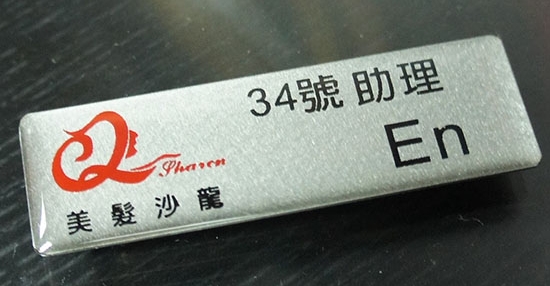 34號 助理
En
Sharon
美髮沙龍